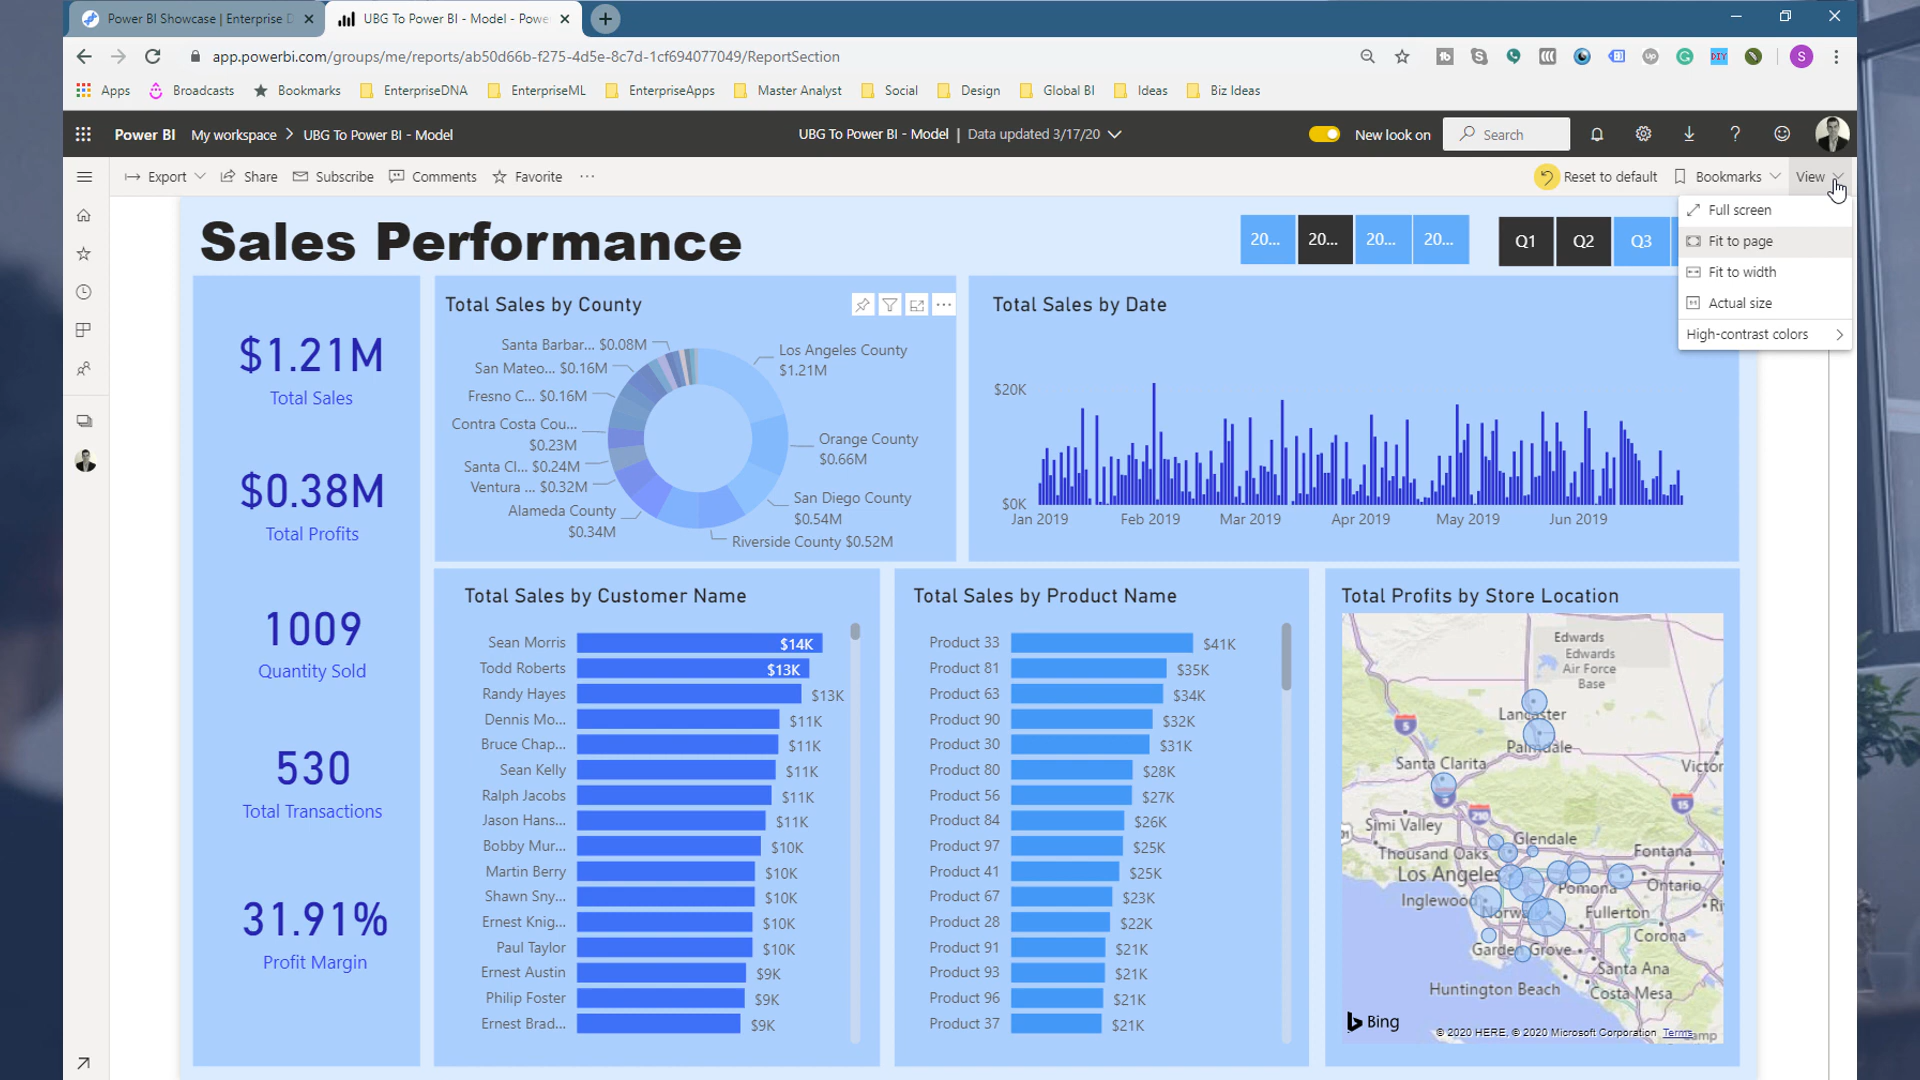 Power BI Showcase | Enterprise D
UBG To Power BI - Model - Powe
app.powerbi.com/groups/me/reports/ab50d66b-f275-4d5e-8c7d-1cf694077049/ReportSection
Apps Broadcasts Bookmarks EnterpriseDNA EnterpriseML EnterpriseApps Master Analyst Social Design Global BI Ideas Biz Ideas
Power BI My workspace > UBG To Power BI - Model
UBG To Power BI - Model | Data updated 3/17/20
New look on
Search
Export Share Subscribe Comments Favorite ...
Reset to default Bookmarks View
Full screen
Fit to page
Fit to width
Actual size
High-contrast colors
Sales Performance
20... 20... 20... 20...
Q1 Q2 Q3
$1.21M
Total Sales
$0.38M
Total Profits
1009
Quantity Sold
530
Total Transactions
31.91%
Profit Margin
Total Sales by County
Santa Barbar... $0.08M
San Mateo... $0.16M
Fresno C... $0.16M
Contra Costa Cou...
$0.23M
Santa Cl... $0.24M
Ventura ... $0.32M
Alameda County
$0.34M
Los Angeles County
$1.21M
Orange County
$0.66M
San Diego County
$0.54M
Riverside County $0.52M
Total Sales by Date
$20K
$0K
Jan 2019 Feb 2019 Mar 2019 Apr 2019 May 2019 Jun 2019
Total Sales by Customer Name
Sean Morris $14K
Todd Roberts $13K
Randy Hayes $13K
Dennis Mo... $11K
Bruce Chap... $11K
Sean Kelly $11K
Ralph Jacobs $11K
Jason Hans... $11K
Bobby Mur... $10K
Martin Berry $10K
Shawn Sny... $10K
Ernest Knig... $10K
Paul Taylor $10K
Ernest Austin $9K
Philip Foster $9K
Ernest Brad... $9K
Total Sales by Product Name
Product 33 $41K
Product 81 $35K
Product 63 $34K
Product 90 $32K
Product 30 $31K
Product 80 $28K
Product 56 $27K
Product 84 $26K
Product 97 $25K
Product 41 $25K
Product 67 $23K
Product 28 $22K
Product 91 $21K
Product 93 $21K
Product 96 $21K
Product 37 $21K
Total Profits by Store Location
Edwards
Edwards
Air Force
Base
5
Lancaster
Palmdale
Santa Clarita
Victor
5
15
210
Simi Valley
Glendale
Thousand Oaks
Fontana
Los Angeles
Pomona
Ontario
Inglewood
Norwa
Fullerton
Corona
Garden Grove
Santa Ana
Huntington Beach
Costa Mesa
Bing
© 2020 HERE, © 2020 Microsoft Corporation Terms